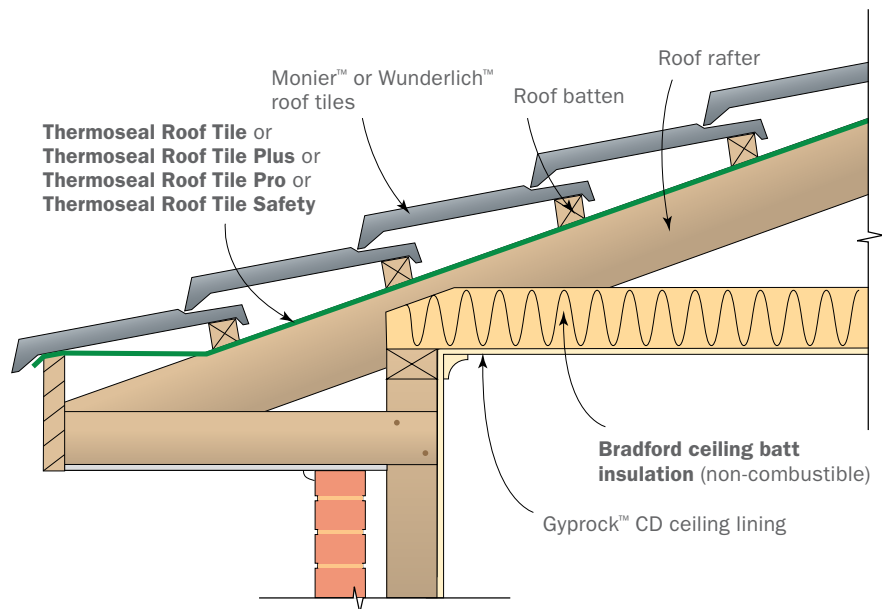 Monier™ or Wunderlich™
roof tiles
Roof batten
Roof rafter
Thermoseal Roof Tile or
Thermoseal Roof Tile Plus or
Thermoseal Roof Tile Pro or
Thermoseal Roof Tile Safety
Bradford ceiling batt
insulation (non-combustible)
Gyprock™ CD ceiling lining